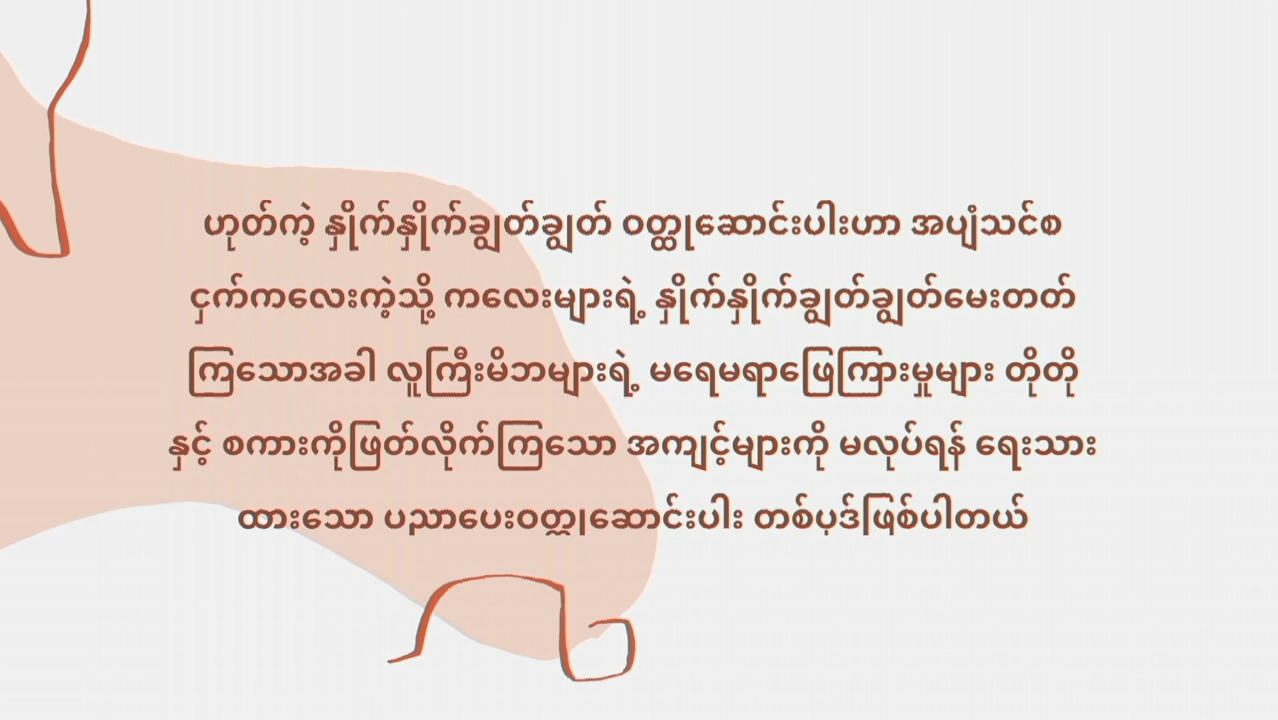 ဟုတ်ကဲ့ နှိုက်နှိုက်ချွတ်ချွတ် ဝတ္ထုဆောင်းပါးဟာ အပျံသင်စ
ငှက်ကလေးကဲ့သို့ ကလေးများရဲ့ နှိုက်နှိုက်ချွတ်ချွတ်မေးတတ်
ကြသောအခါ လူကြီးမိဘများရဲ့ မရေမရာဖြေကြားမှုများ တိုတို
နှင့် စကားကိုဖြတ်လိုက်ကြသော အကျင့်များကို မလုပ်ရန် ရေးသား
ထားသော ပညာပေးဝတ္ထုဆောင်းပါး တစ်ပုဒ်ဖြစ်ပါတယ်